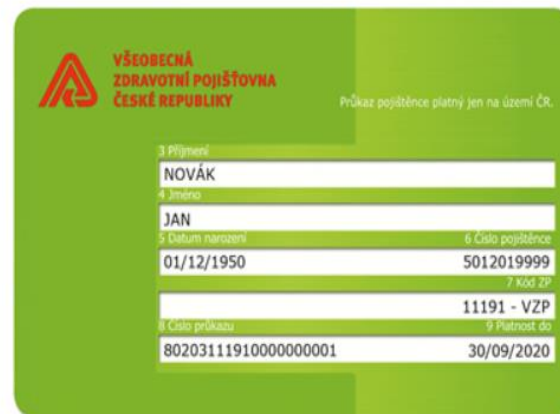 VŠEOBECNÁ
ZDRAVOTNÍ POJIŠŤOVNA
ČESKÉ REPUBLIKY
Průkaz pojištěnce platný jen na území ČR.
3 Příjmení
NOVÁK
4 Jméno
JAN
5 Datum narození 6 Číslo pojištěnce
01/12/1950 5012019999
7 Kód ZP
11191 - VZP
8 Číslo průkazu 9 Platnost do
80203111910000000001 30/09/2020